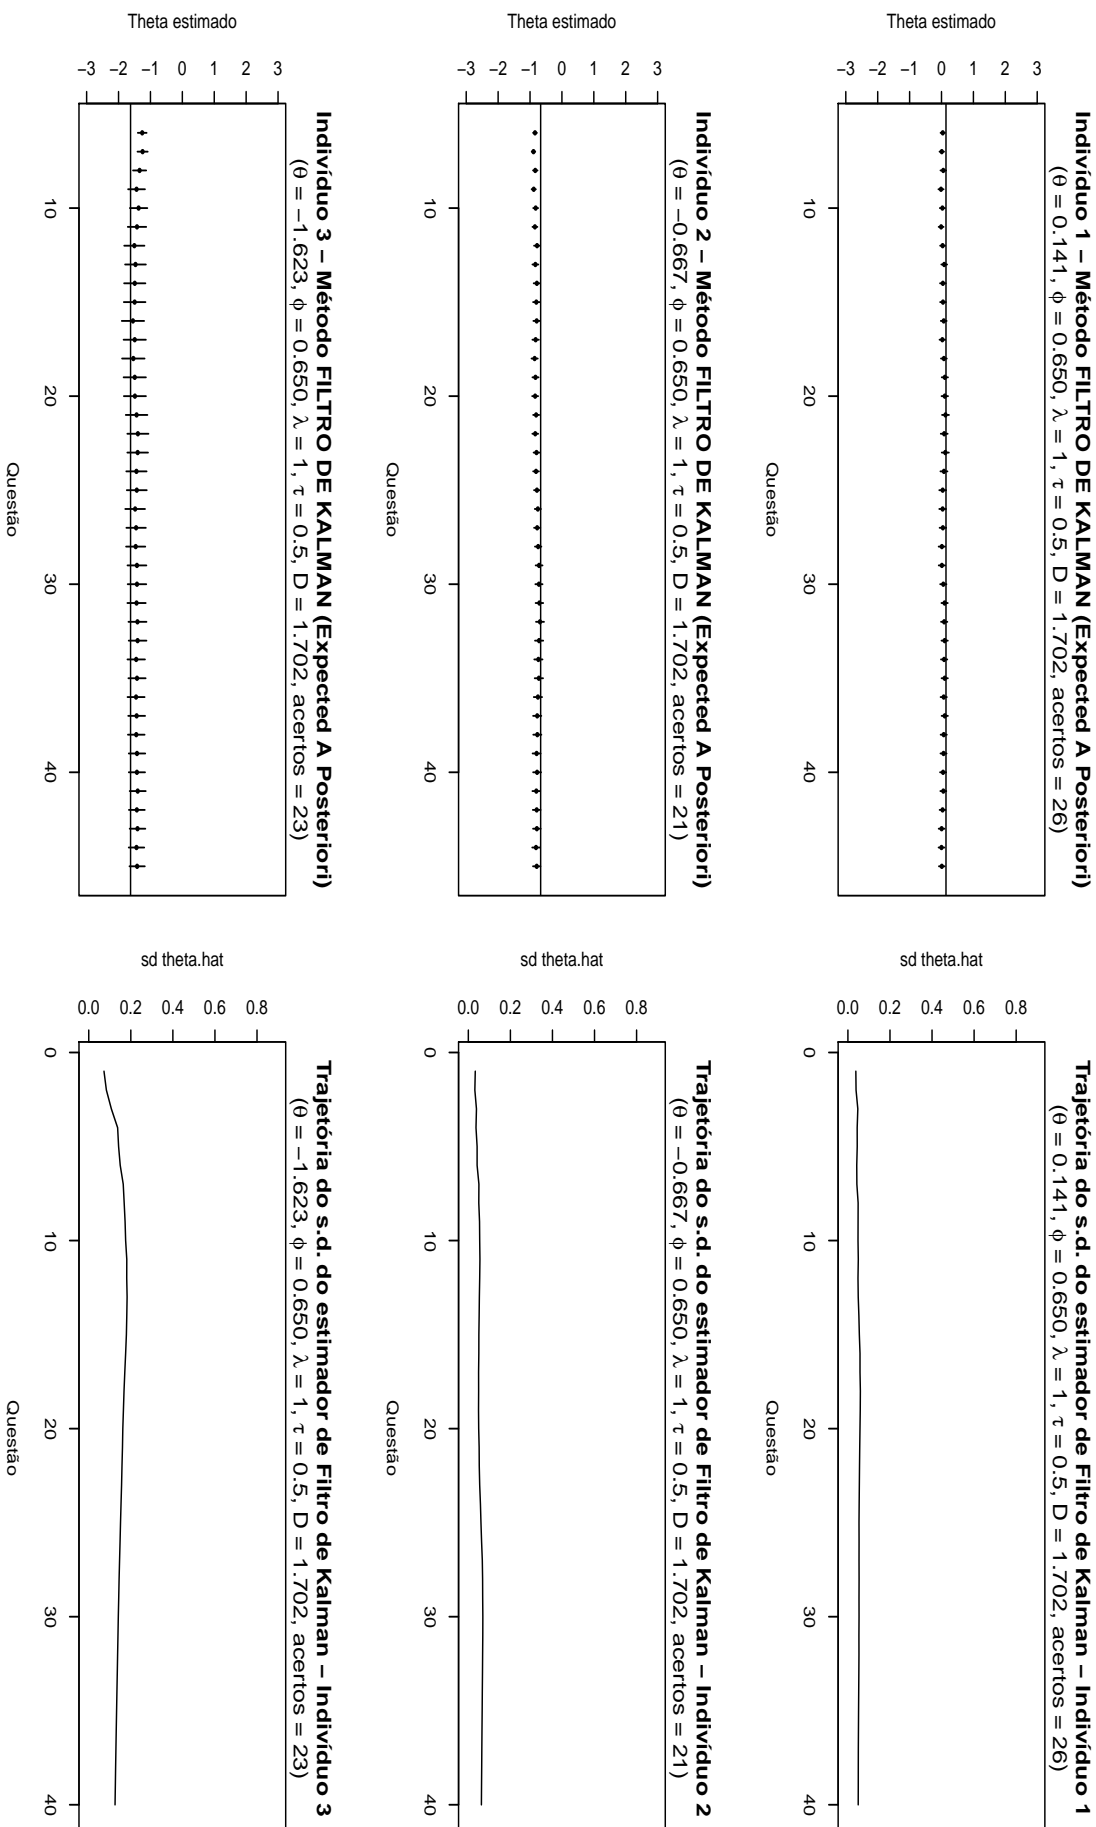 Indivíduo 1 − Método FILTRO DE KALMAN (Expected A Posteriori)
(θ = 0.141, ϕ = 0.650, λ = 1, τ = 0.5, D = 1.702, acertos = 26)
Theta estimado
−3 −2 −1 0 1 2 3
10 20 30 40
Questão
Trajetória do s.d. do estimador de Filtro de Kalman − Indivíduo 1
(θ = 0.141, ϕ = 0.650, λ = 1, τ = 0.5, D = 1.702, acertos = 26)
sd theta.hat
0.0 0.2 0.4 0.6 0.8
0 10 20 30 40
Questão
Indivíduo 2 − Método FILTRO DE KALMAN (Expected A Posteriori)
(θ = −0.667, ϕ = 0.650, λ = 1, τ = 0.5, D = 1.702, acertos = 21)
Theta estimado
−3 −2 −1 0 1 2 3
10 20 30 40
Questão
Trajetória do s.d. do estimador de Filtro de Kalman − Indivíduo 2
(θ = −0.667, ϕ = 0.650, λ = 1, τ = 0.5, D = 1.702, acertos = 21)
sd theta.hat
0.0 0.2 0.4 0.6 0.8
0 10 20 30 40
Questão
Indivíduo 3 − Método FILTRO DE KALMAN (Expected A Posteriori)
(θ = −1.623, ϕ = 0.650, λ = 1, τ = 0.5, D = 1.702, acertos = 23)
Theta estimado
−3 −2 −1 0 1 2 3
10 20 30 40
Questão
Trajetória do s.d. do estimador de Filtro de Kalman − Indivíduo 3
(θ = −1.623, ϕ = 0.650, λ = 1, τ = 0.5, D = 1.702, acertos = 23)
sd theta.hat
0.0 0.2 0.4 0.6 0.8
0 10 20 30 40
Questão